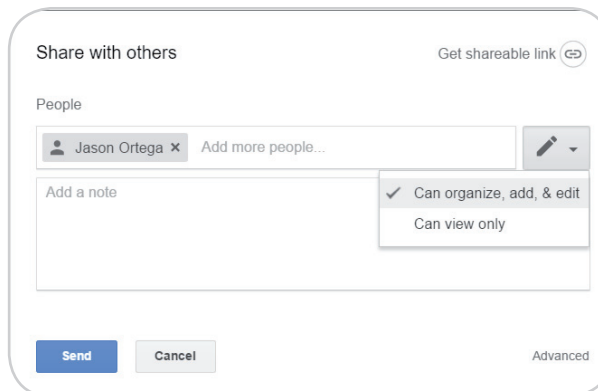 Share with others
Get shareable link
People
Jason Ortega × Add more people...
Add a note
Can organize, add, & edit
Can view only
Send
Cancel
Advanced